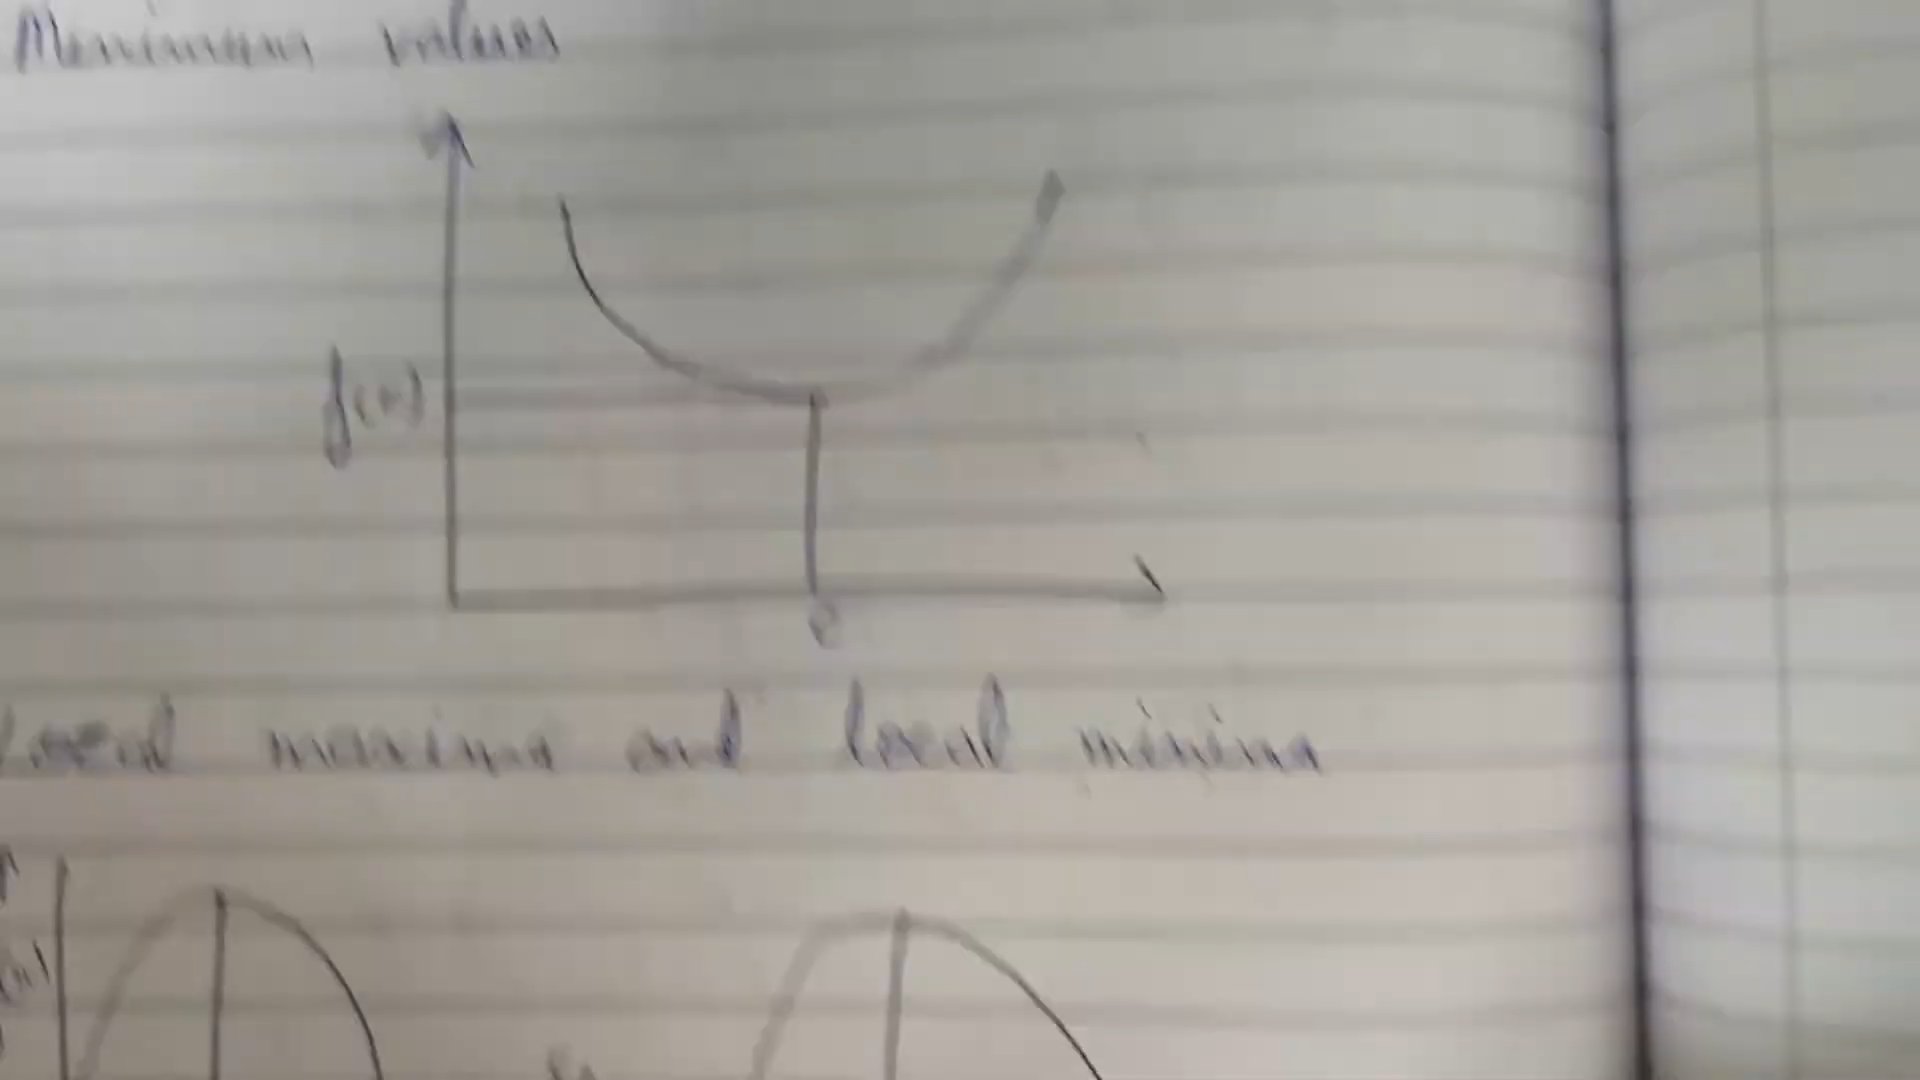 Minimum values
f(x)
c
Local maxima and local minima